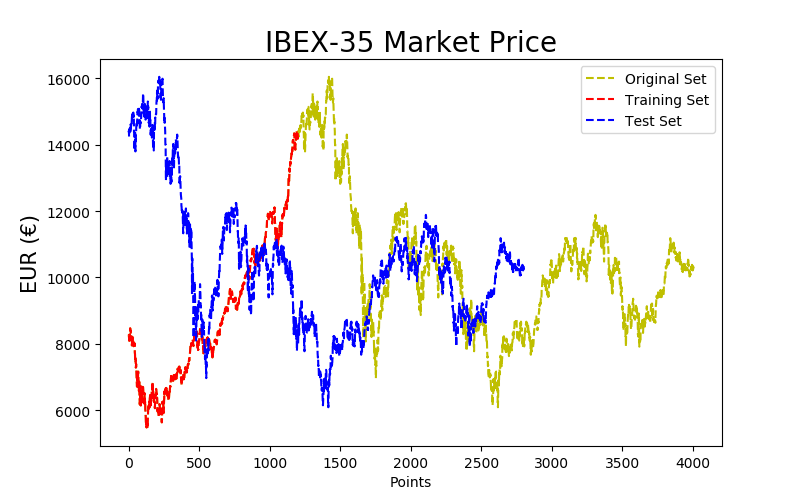 IBEX-35 Market Price
EUR (€)
16000
14000
12000
10000
8000
6000
Original Set
Training Set
Test Set
0
500
1000
1500
2000
2500
3000
3500
4000
Points